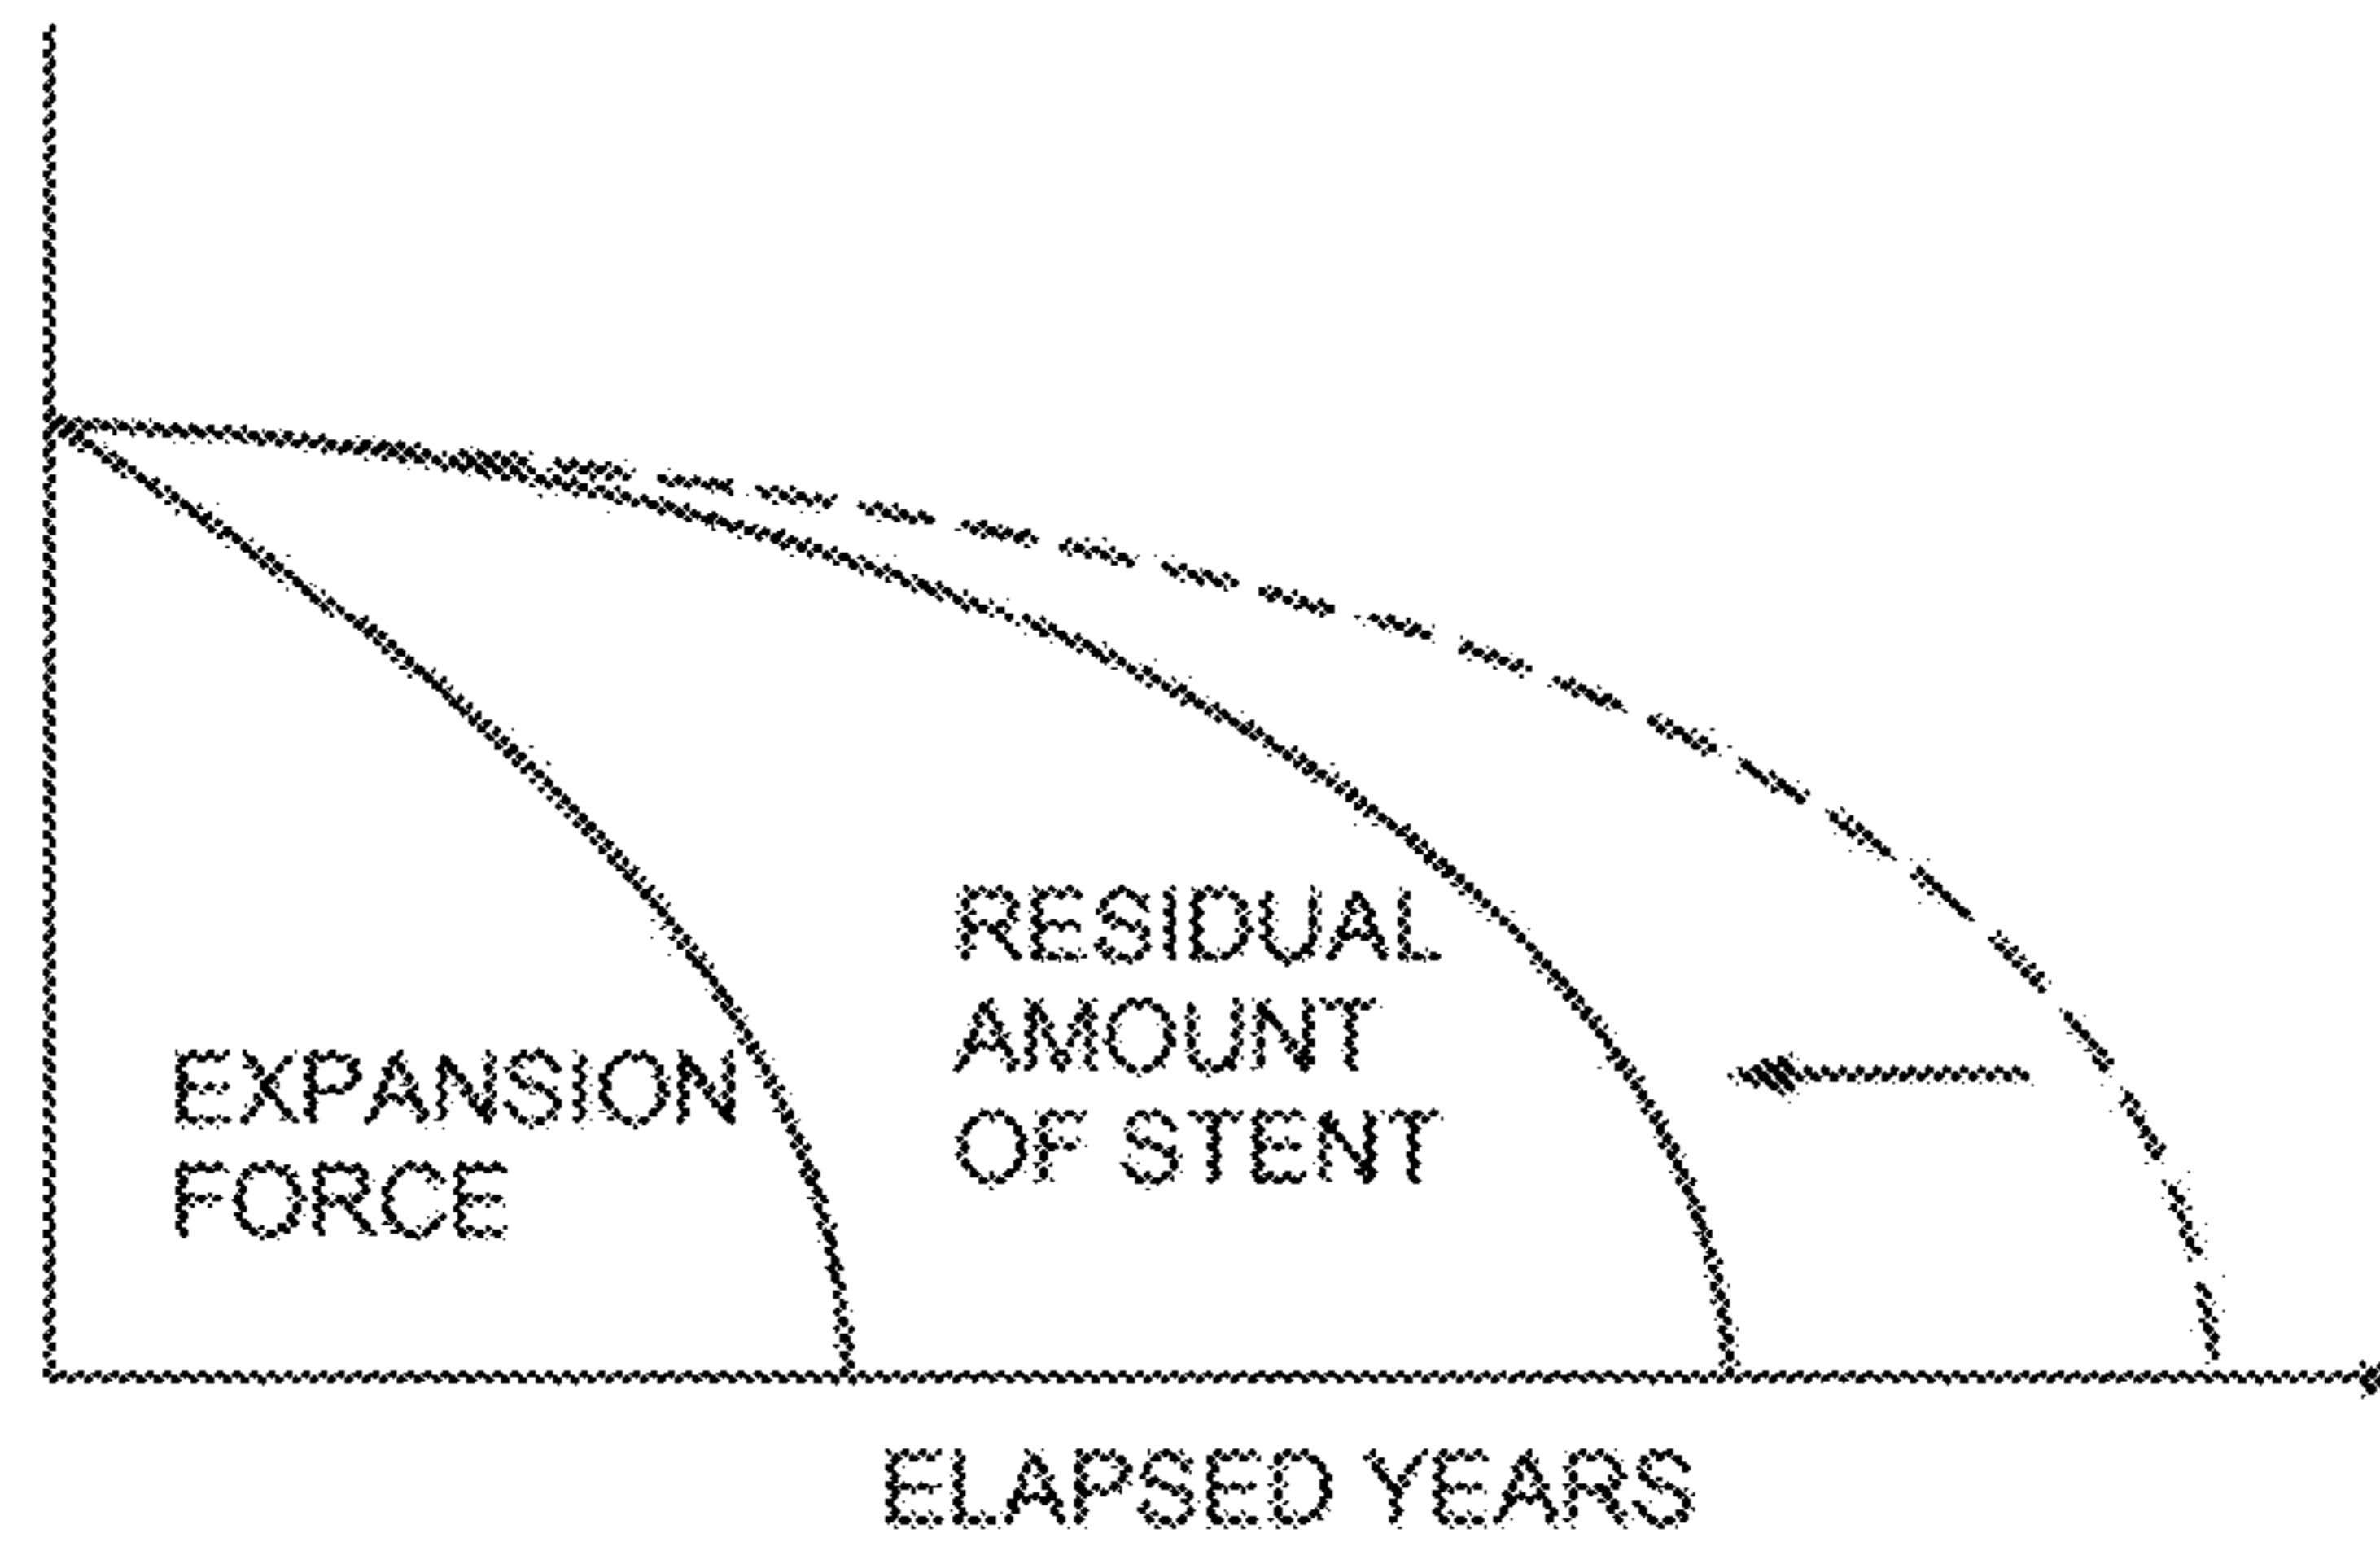 RESIDUAL
AMOUNT
OF STENT
EXPANSION
FORCE
ELAPSED YEARS